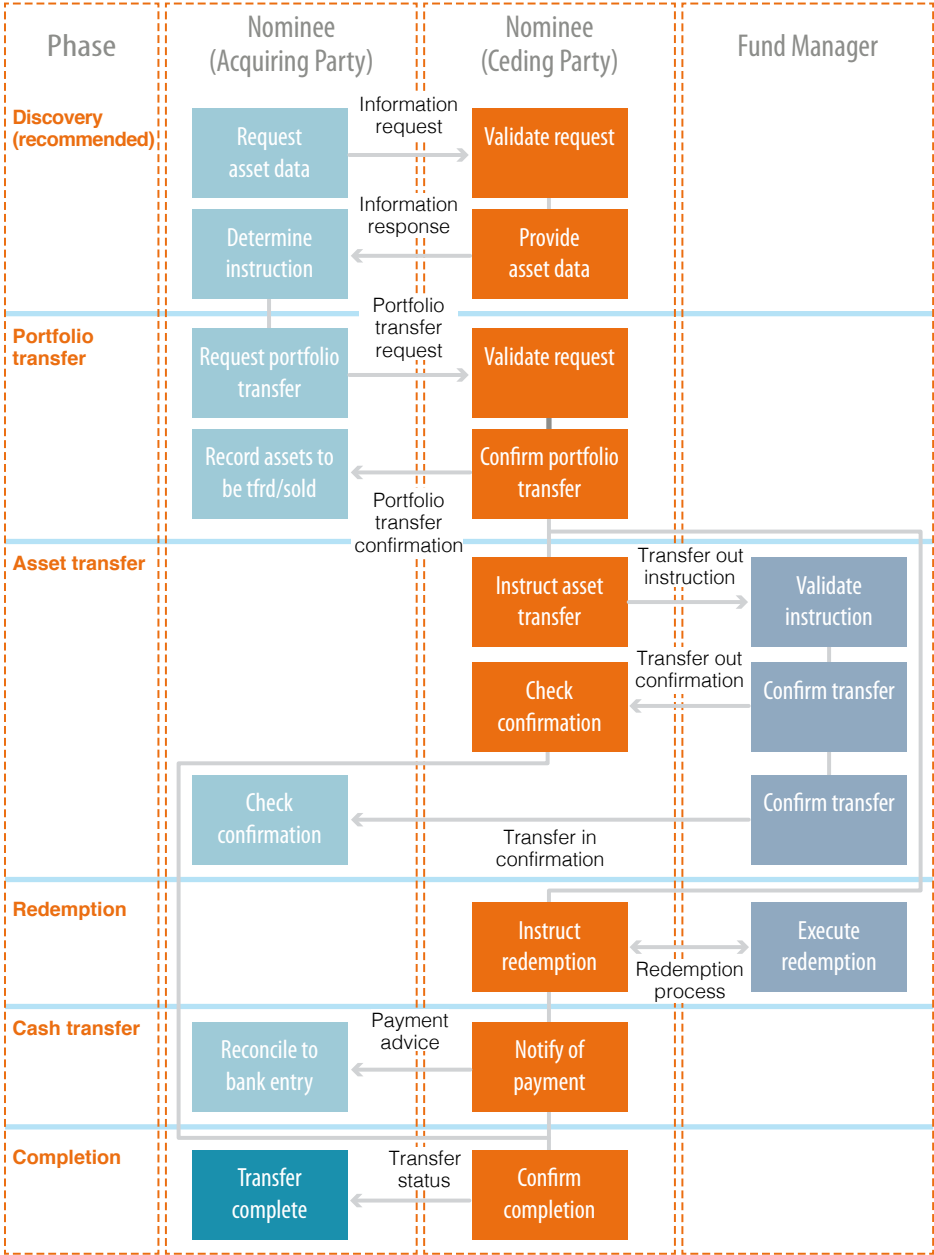 Phase
Nominee
(Acquiring Party)
Nominee
(Ceding Party)
Fund Manager
Discovery
(recommended)
Request
asset data
Information
request
Validate request
Determine
instruction
Information
response
Provide
asset data
Portfolio
transfer
Request portfolio
transfer
Portfolio
transfer
request
Validate request
Record assets to
be tfrd/sold
Portfolio
transfer
confirmation
Confirm portfolio
transfer
Asset transfer
Instruct asset
transfer
Transfer out
instruction
Validate
instruction
Check
confirmation
Transfer out
confirmation
Confirm transfer
Check
confirmation
Transfer in
confirmation
Confirm transfer
Redemption
Instruct
redemption
Redemption
process
Execute
redemption
Cash transfer
Reconcile to
bank entry
Payment
advice
Notify of
payment
Completion
Transfer
complete
Transfer
status
Confirm
completion